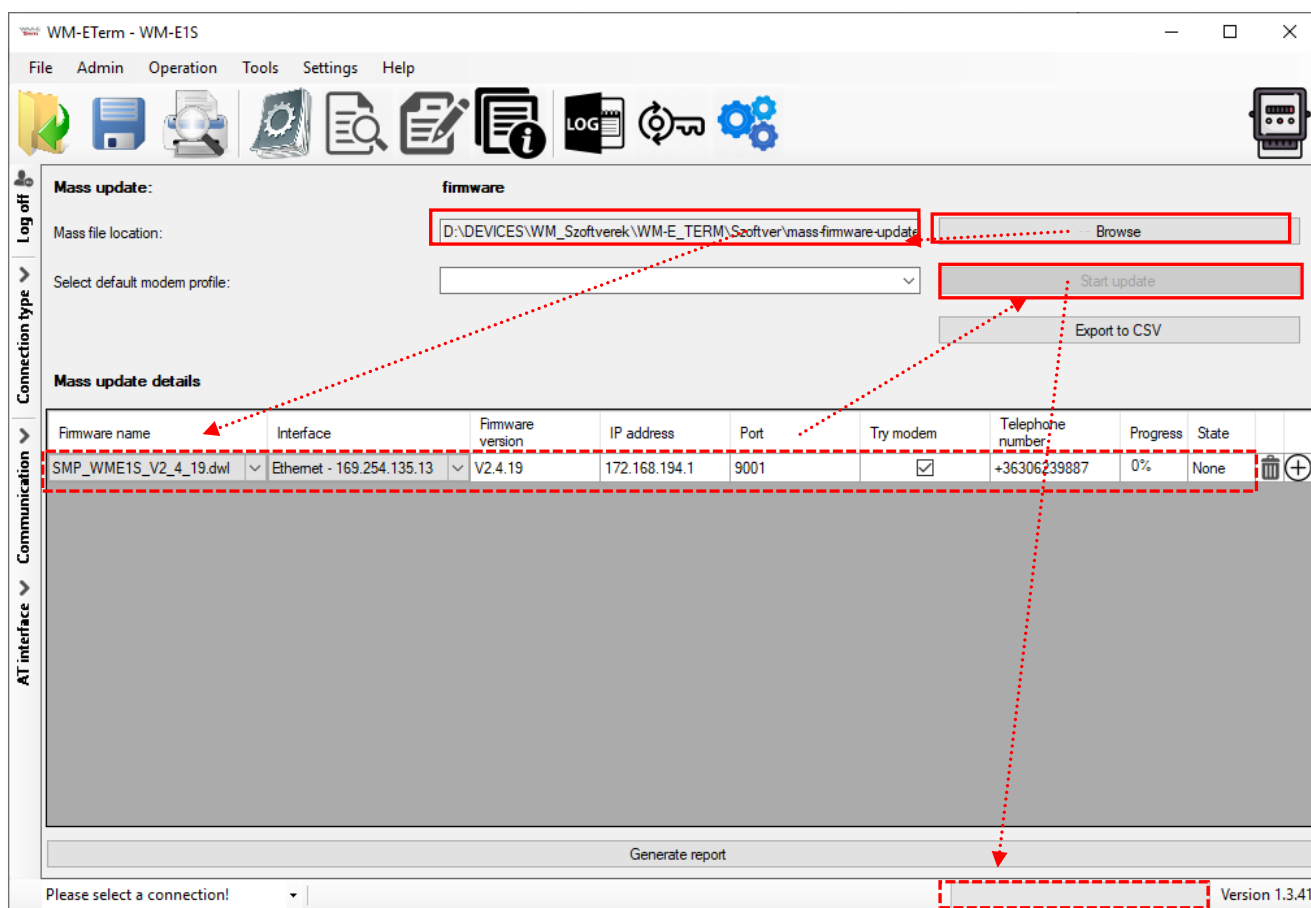 WM-ETerm - WM-E1S
File Admin Operation Tools Settings Help
LOG
Log off
Connection type
Communication
AT interface
Mass update: firmware
Mass file location: D:\DEVICES\WM_Szoftverek\WM-E_TERM\Szoftver\mass-firmware-update Browse
Select default modem profile: Start update
Export to CSV
Mass update details
Firmware name Interface Firmware version IP address Port Try modem Telephone number Progress State
SMP_WME1S_V2_4_19.dwl Ethernet - 169.254.135.13 V2.4.19 172.168.194.1 9001 +36306239887 0% None
Generate report
Please select a connection! Version 1.3.41